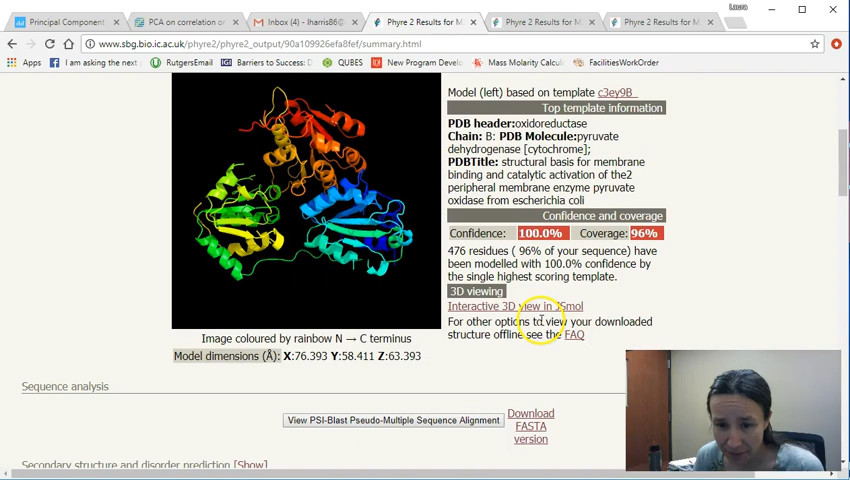 Laura
Principal Component
PCA on correlation or
Inbox (4) - lharris86@
Phyre 2 Results for M
Phyre 2 Results for M
Phyre 2 Results for M
www.sbg.bio.ic.ac.uk/phyre2/phyre2_output/90a109926efa8fef/summary.html
Apps
I am asking the next
RutgersEmail
Barriers to Success: D
QUBES
New Program Develo
Mass Molarity Calcu
FacilitiesWorkOrder
Model (left) based on template c3ey9B_
Top template information
PDB header:oxidoreductase
Chain: B: PDB Molecule:pyruvate
dehydrogenase [cytochrome];
PDBTitle: structural basis for membrane
binding and catalytic activation of the2
peripheral membrane enzyme pyruvate
oxidase from escherichia coli
Confidence and coverage
Confidence: 100.0% Coverage: 96%
476 residues ( 96% of your sequence) have
been modelled with 100.0% confidence by
the single highest scoring template.
3D viewing
Interactive 3D view in JSmol
For other options to view your downloaded
structure offline see the FAQ
Image coloured by rainbow N → C terminus
Model dimensions (Å): X:76.393 Y:58.411 Z:63.393
Sequence analysis
View PSI-Blast Pseudo-Multiple Sequence Alignment
Download
FASTA
version
Secondary structure and disorder prediction [Show]